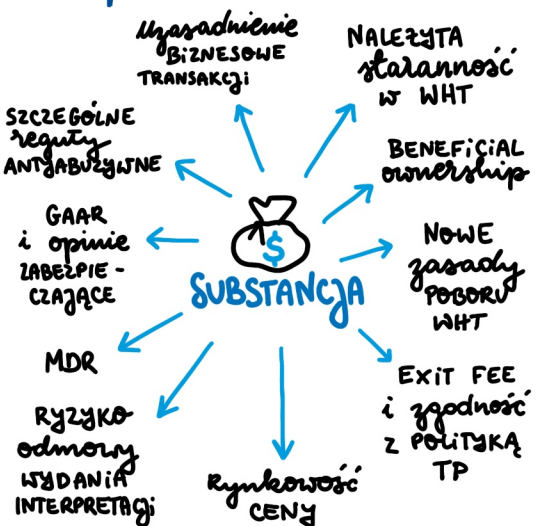 Uzasadnienie
BIZNESOWE
TRANSAKCJI
NALEŻYTA
staranność
w WHT
SZCZEGÓLNE
reguły
ANTYABUZYWNE
BENEFICIAL
ownership
GAAR
i opinie
ZABEZPIE-
CZAJĄCE
$
SUBSTANCJA
NOWE
zasady
POBORU
WHT
MDR
EXIT FEE
i zgodność
z POLITYKĄ
TP
RYZYKO
odmowy
WYDANIA
INTERPRETACJI
Rynkowość
CENY